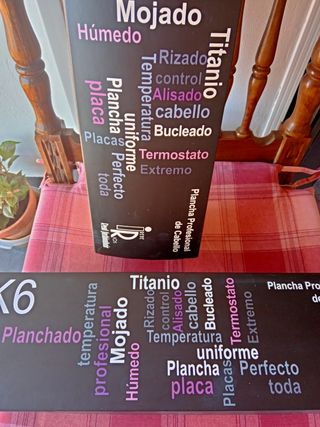 Mojado
Húmedo
Titanio
Rizado
control
Temperatura
Alisado
placa
Plancha
uniforme
cabello
Bucleado
Placas
Perfecto
toda
Termostato
Extremo
Plancha Profesional
de Cabello
K6
Planchado
temperatura
profesional
Mojado
Húmedo
Titanio
Rizado
control
Alisado
cabello
Bucleado
Termostato
Extremo
Temperatura
uniforme
Plancha
placa
Placas
Perfecto
toda
Plancha Pro
de